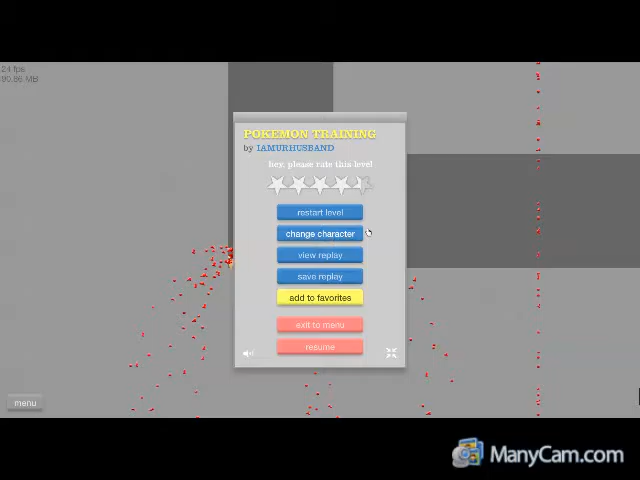 24 fps
90.86 MB
POKEMON TRAINING
by IAMURHUSBAND
hey, please rate this level
restart level
change character
view replay
save replay
add to favorites
exit to menu
resume
menu
ManyCam.com